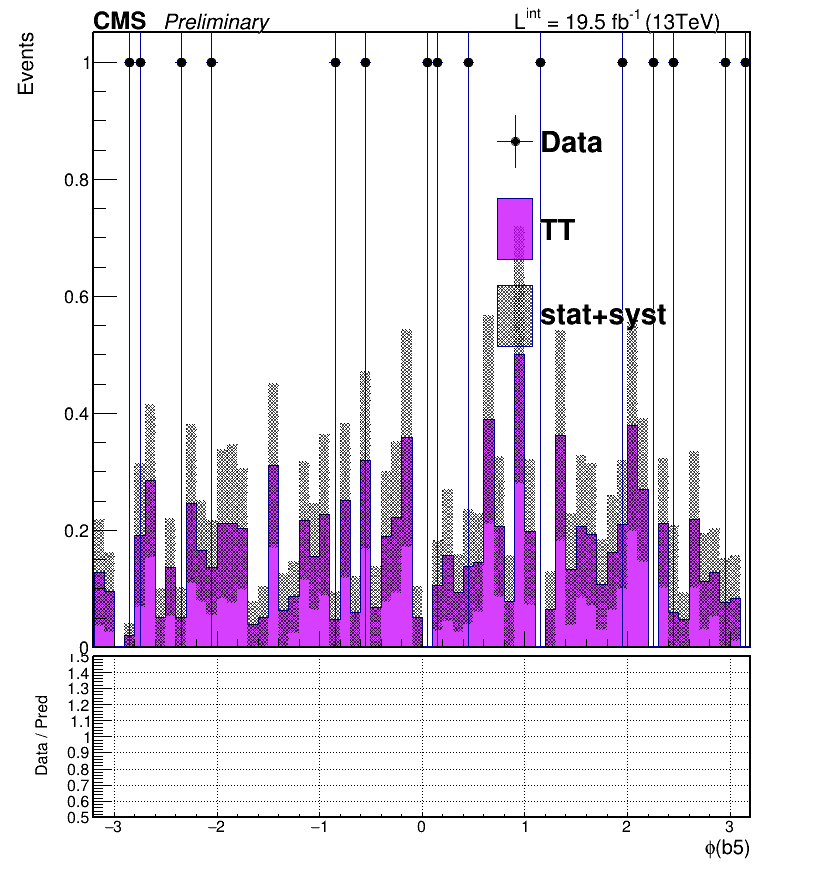 CMS Preliminary L^int = 19.5 fb^-1 (13TeV)
Events
1
0.8
0.6
0.4
0.2
0
Data
TT
stat+syst
Data / Pred
1.5
1.4
1.3
1.2
1.1
1
0.9
0.8
0.7
0.6
0.5
−3 −2 −1 0 1 2 3
ϕ(b5)